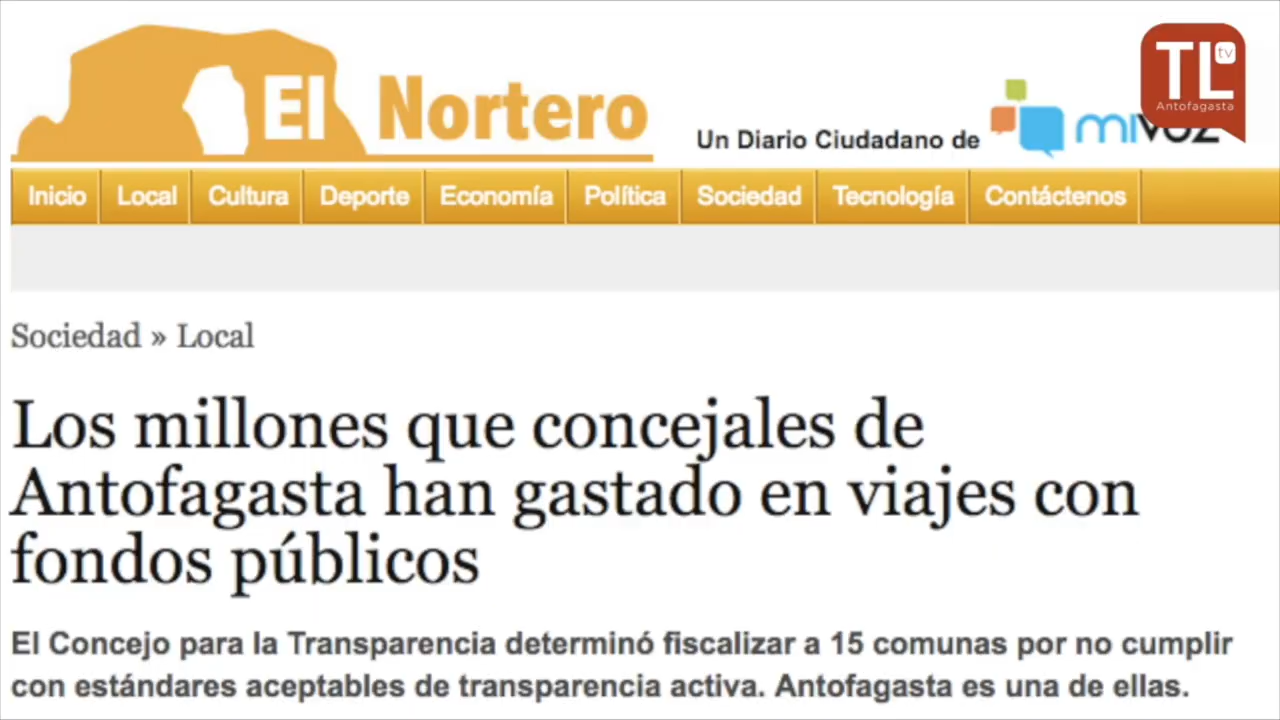 El Nortero
Un Diario Ciudadano de mivoz
TL tv
Antofagasta
Inicio Local Cultura Deporte Economía Política Sociedad Tecnología Contáctenos
Sociedad » Local
Los millones que concejales de
Antofagasta han gastado en viajes con
fondos públicos
El Concejo para la Transparencia determinó fiscalizar a 15 comunas por no cumplir
con estándares aceptables de transparencia activa. Antofagasta es una de ellas.